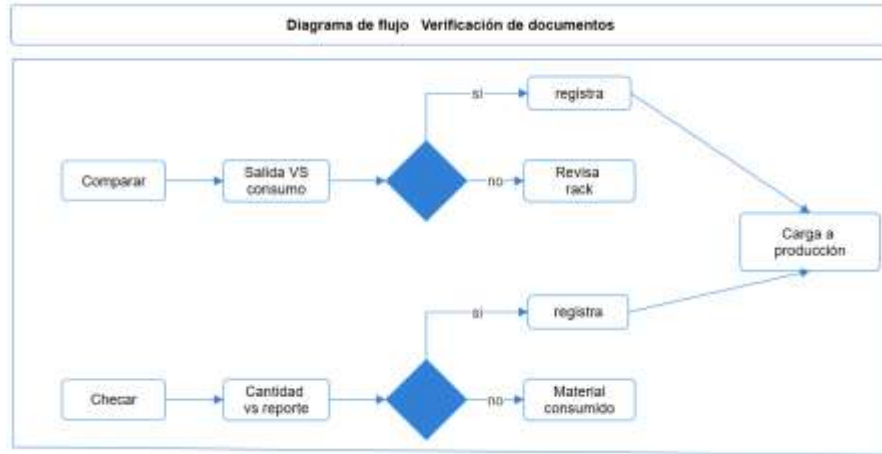 Diagrama de flujo Verificación de documentos
si
registra
Comparar
Salida VS
consumo
no
Revisa
rack
Carga a
producción
si
registra
Checar
Cantidad
vs reporte
no
Material
consumido